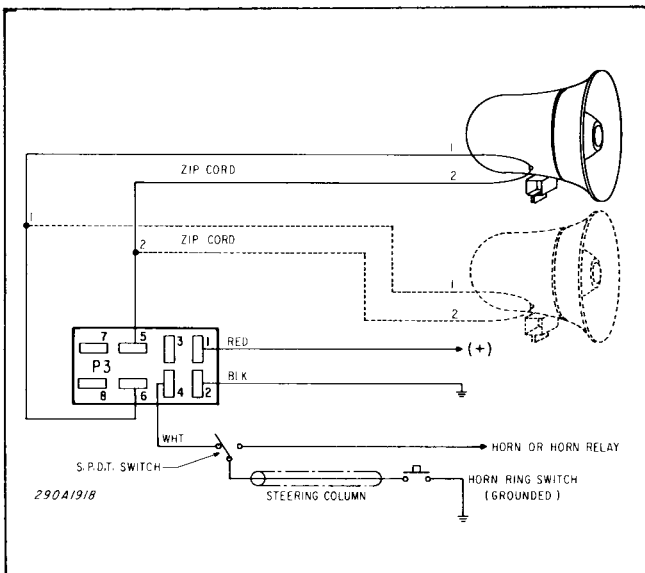 1
ZIP CORD
2
1
ZIP CORD
2
1
2
7 5 3 1
RED
(+)
P3
BLK
8 6 4 2
WHT
HORN OR HORN RELAY
S.P.D.T. SWITCH
HORN RING SWITCH
(GROUNDED)
STEERING COLUMN
290A1918